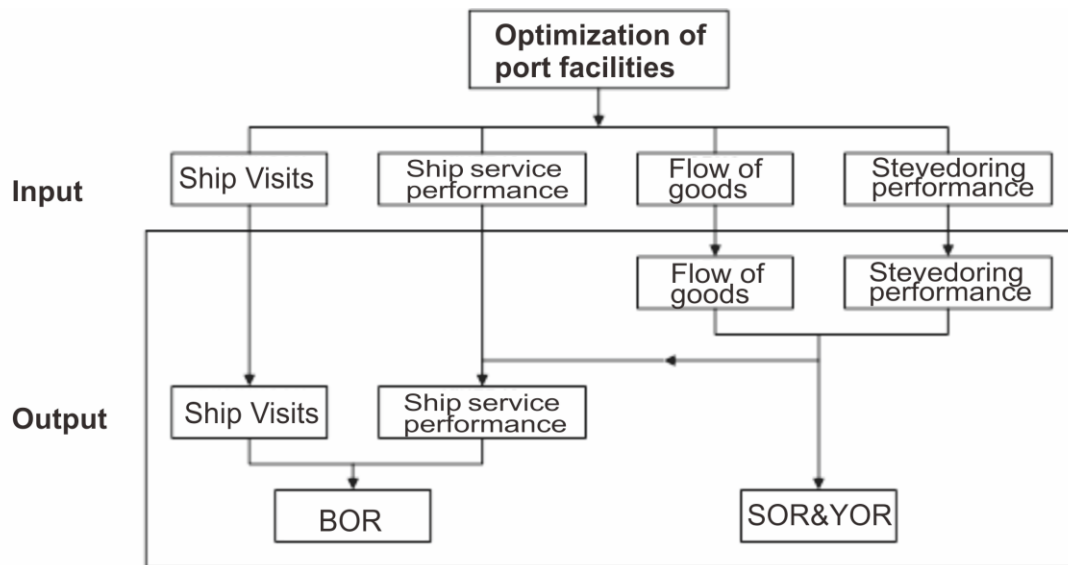 Optimization of
port facilities
Input
Ship Visits
Ship service
performance
Flow of
goods
Steyedoring
performance
Flow of
goods
Steyedoring
performance
Output
Ship Visits
Ship service
performance
BOR
SOR&YOR